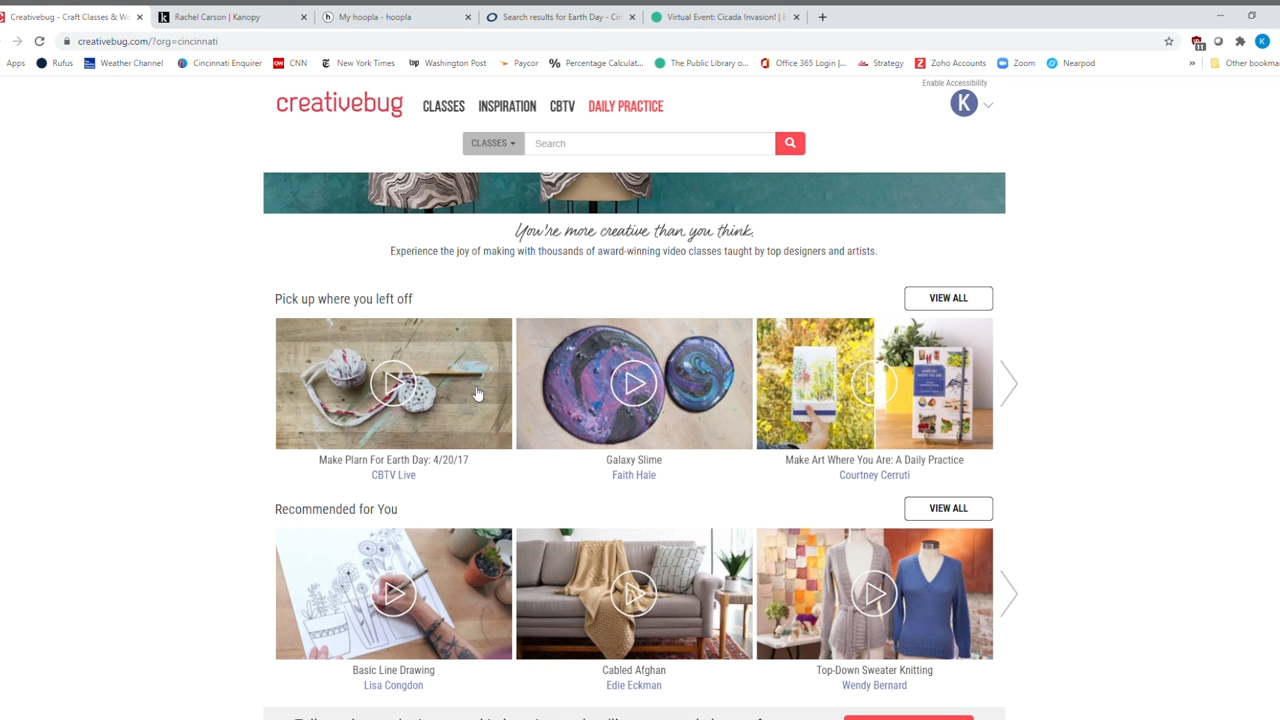 Creativebug - Craft Classes & W
Rachel Carson | Kanopy
My hoopla - hoopla
Search results for Earth Day - Cin
Virtual Event: Cicada Invasion! | E
creativebug.com/?org=cincinnati
11
K
Apps
Rufus
Weather Channel
Cincinnati Enquirer
CNN
New York Times
Washington Post
Paycor
Percentage Calculat...
The Public Library o...
Office 365 Login |...
Strategy
Zoho Accounts
Zoom
Nearpod
»
Other bookma
Enable Accessibility
creativebug
CLASSES
INSPIRATION
CBTV
DAILY PRACTICE
K
CLASSES
Search
You're more creative than you think.
Experience the joy of making with thousands of award-winning video classes taught by top designers and artists.
Pick up where you left off
VIEW ALL
Make Plarn For Earth Day: 4/20/17
CBTV Live
Galaxy Slime
Faith Hale
Make Art Where You Are: A Daily Practice
Courtney Cerruti
Recommended for You
VIEW ALL
Basic Line Drawing
Lisa Congdon
Cabled Afghan
Edie Eckman
Top-Down Sweater Knitting
Wendy Bernard